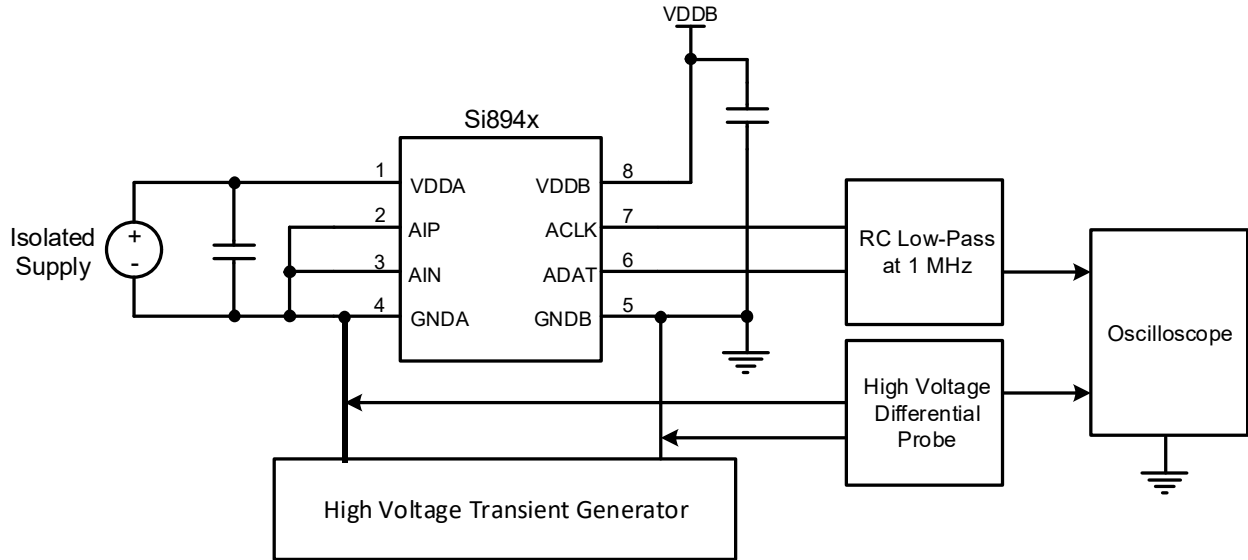 VDDB
Si894x
1
VDDA
2
AIP
3
AIN
4
GNDA
VDDB
8
ACLK
7
ADAT
6
GNDB
5
Isolated
Supply
+
-
RC Low-Pass
at 1 MHz
High Voltage
Differential
Probe
Oscilloscope
High Voltage Transient Generator